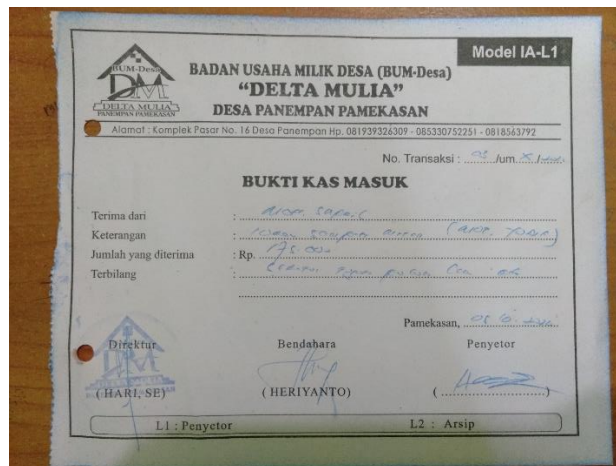 Model IA-L1
BUM-Desa
DM
DELTA MULIA
PANEMPAN PAMEKASAN
BADAN USAHA MILIK DESA (BUM-Desa)
“DELTA MULIA”
DESA PANEMPAN PAMEKASAN
Alamat : Komplek Pasar No. 16 Desa Panempan Hp. 081939326309 - 085330752251 - 0818563792
No. Transaksi : /um
BUKTI KAS MASUK
Terima dari :
Keterangan :
Jumlah yang diterima : Rp. 175.000
Terbilang :
Pamekasan,
Direktur Bendahara Penyetor
(HARI, SE) (HERIYANTO) ( )
L1 : Penyetor L2 : Arsip